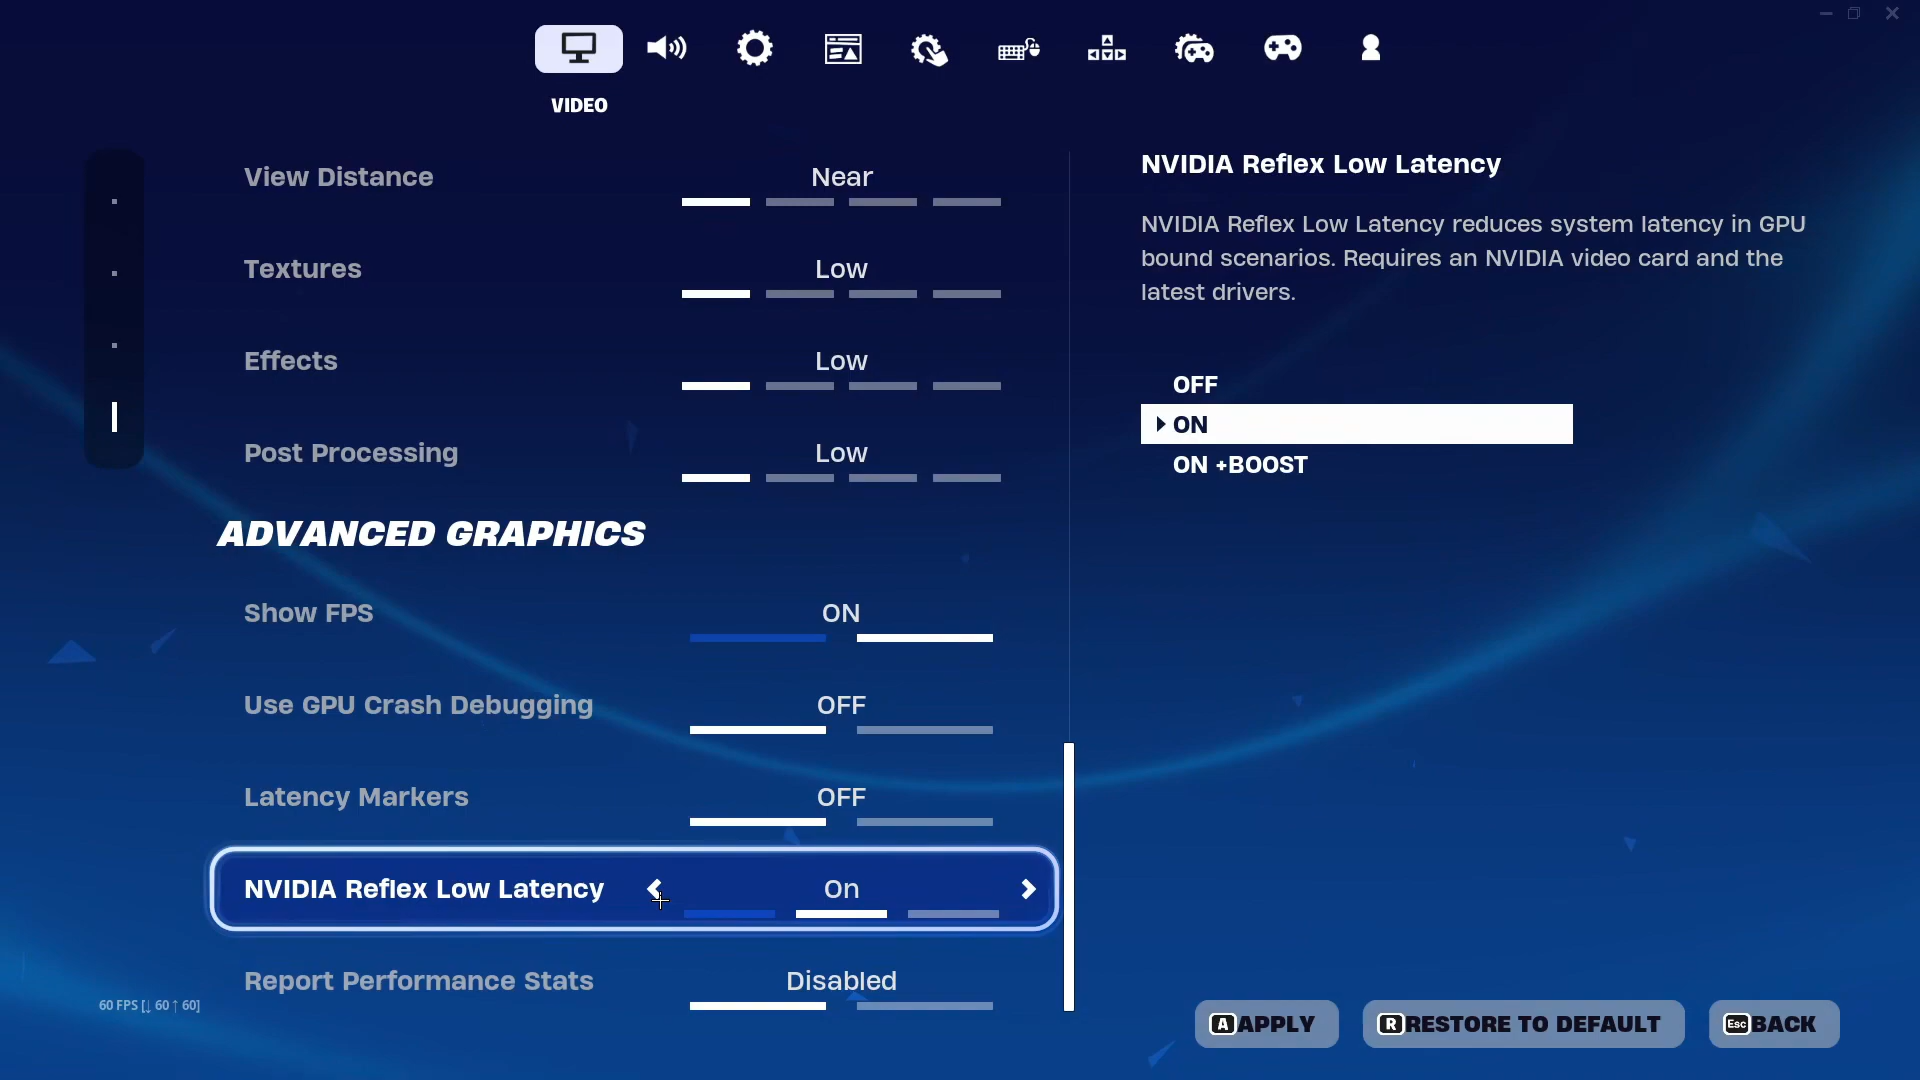 VIDEO
View Distance
Near
Textures
Low
Effects
Low
Post Processing
Low
ADVANCED GRAPHICS
Show FPS
ON
Use GPU Crash Debugging
OFF
Latency Markers
OFF
NVIDIA Reflex Low Latency
On
Report Performance Stats
Disabled
60 FPS [↓ 60 ↑ 60]
NVIDIA Reflex Low Latency
NVIDIA Reflex Low Latency reduces system latency in GPU
bound scenarios. Requires an NVIDIA video card and the
latest drivers.
OFF
ON
ON +BOOST
A APPLY
R RESTORE TO DEFAULT
Esc BACK